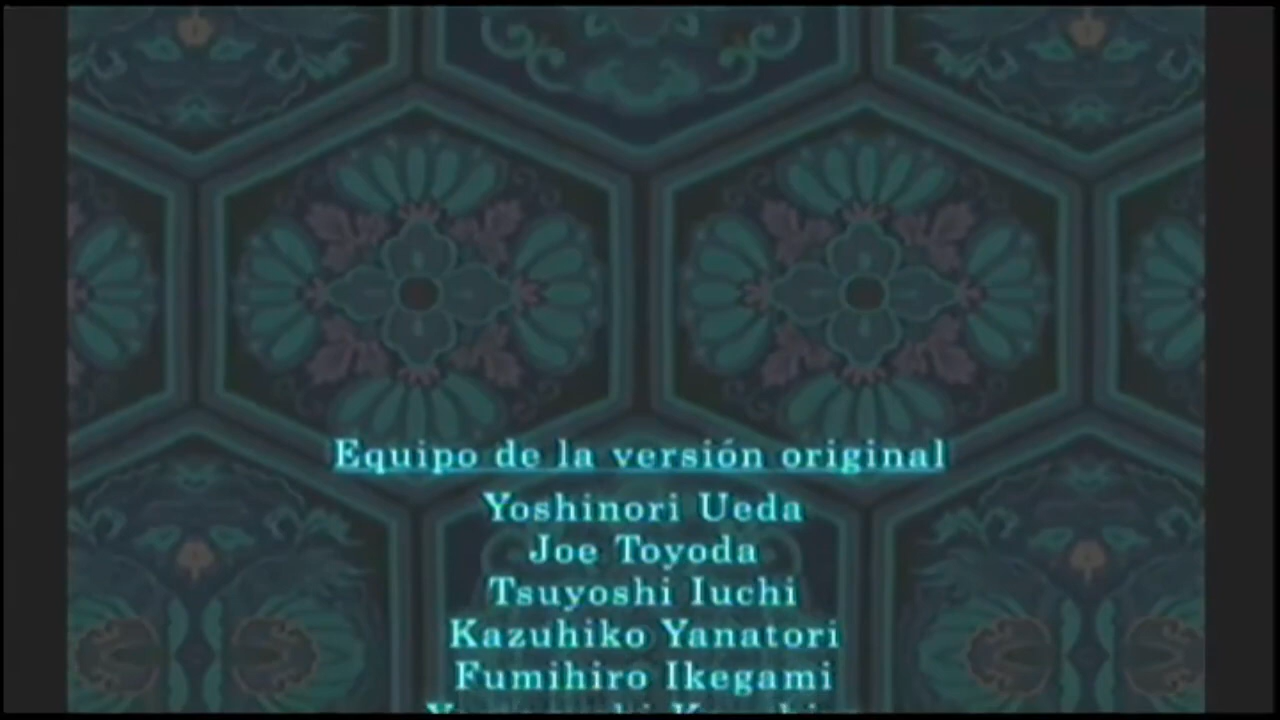 Equipo de la versión original
Yoshinori Ueda
Joe Toyoda
Tsuyoshi Iuchi
Kazuhiko Yanatori
Fumihiro Ikegami